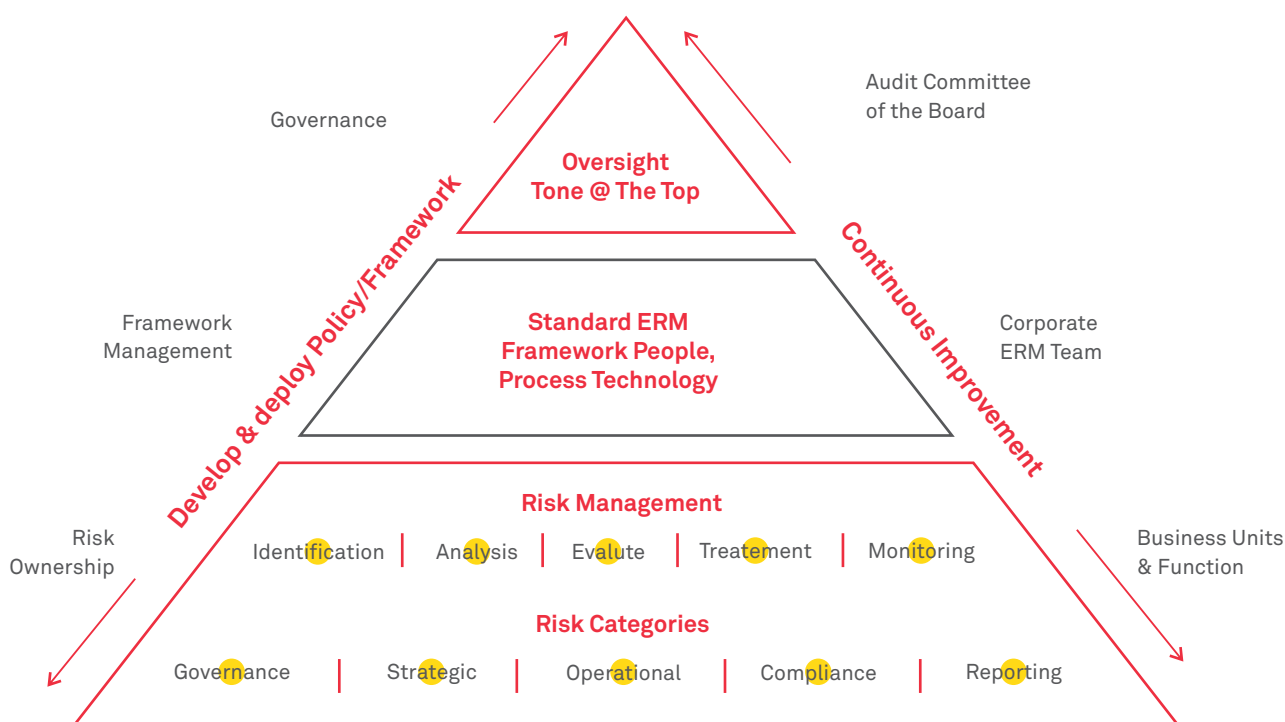 Governance
Audit Committee
of the Board
Oversight
Tone @ The Top
Develop & deploy Policy/Framework
Continuous Improvement
Framework
Management
Standard ERM
Framework People,
Process Technology
Corporate
ERM Team
Risk
Ownership
Risk Management
Identification
Analysis
Evalute
Treatement
Monitoring
Business Units
& Function
Risk Categories
Governance
Strategic
Operational
Compliance
Reporting